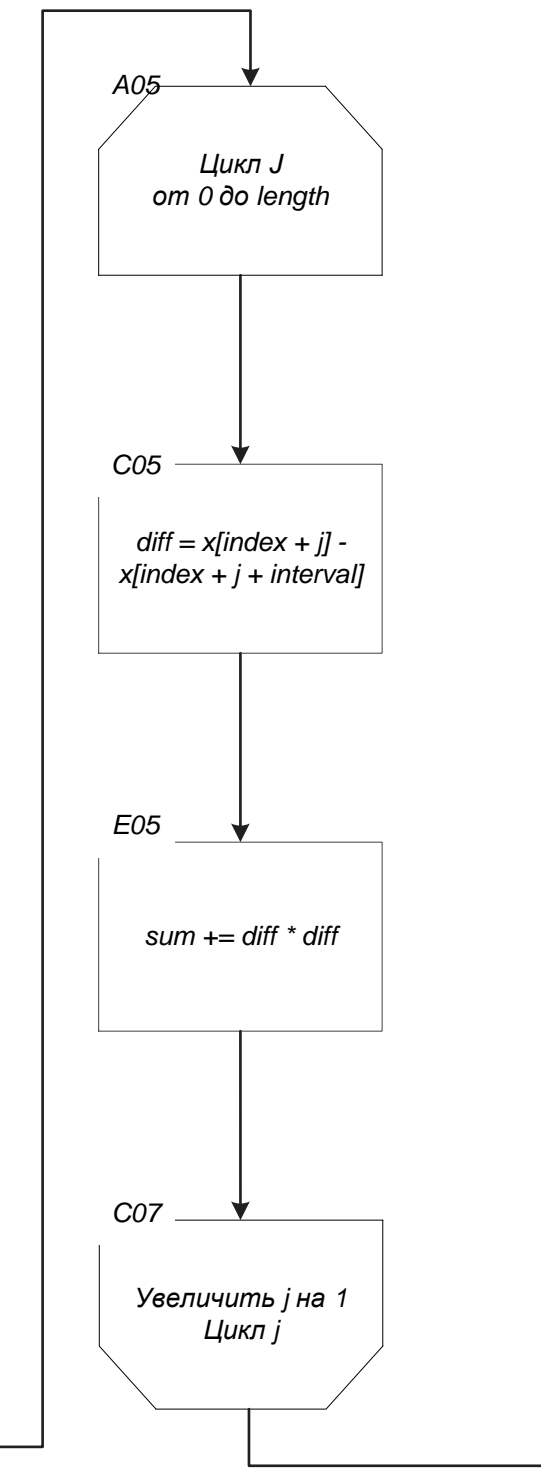 A05
Цикл J
от 0 до length
C05
diff = x[index + j] -
x[index + j + interval]
E05
sum += diff * diff
C07
Увеличить j на 1
Цикл j